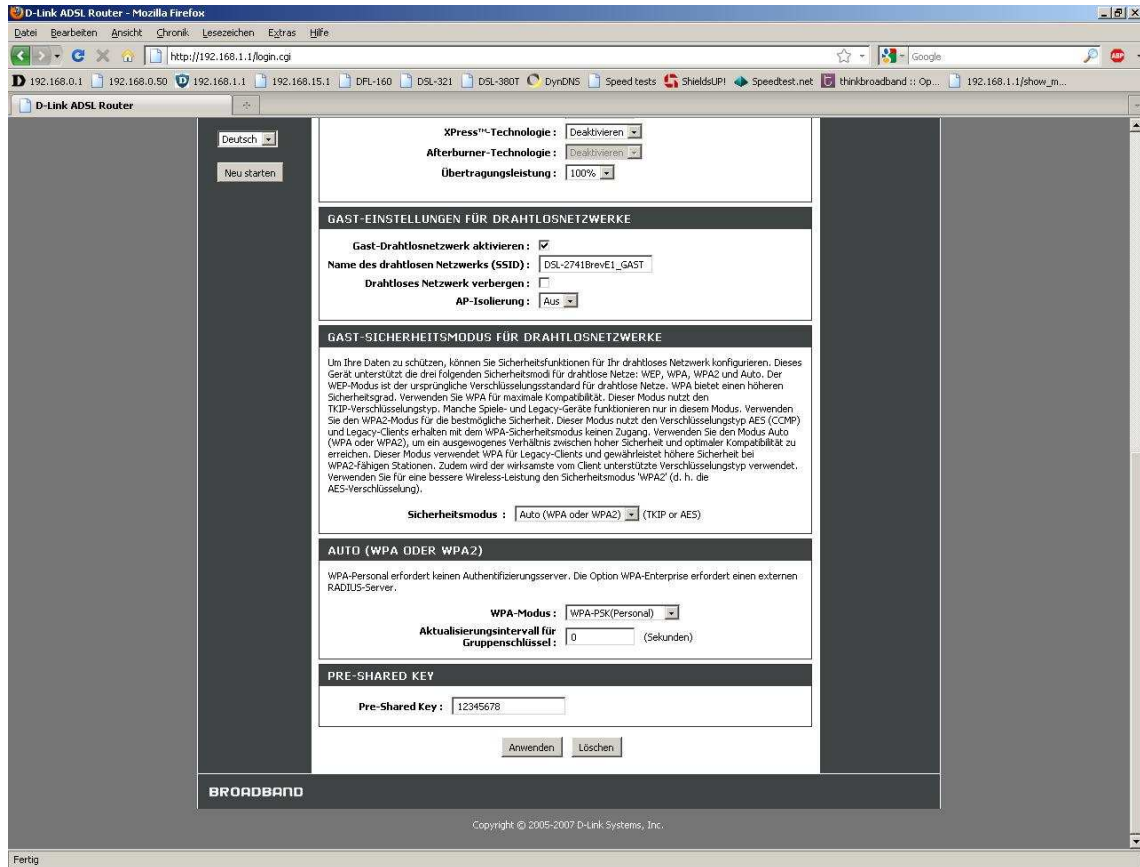 D-Link ADSL Router - Mozilla Firefox
Datei Bearbeiten Ansicht Chronik Lesezeichen Extras Hilfe
http://192.168.1.1/login.cgi
Google
ABP
192.168.0.1 192.168.0.50 192.168.1.1 192.168.15.1 DFL-160 DSL-321 DSL-380T DynDNS Speed tests ShieldsUP! Speedtest.net thinkbroadband :: Op... 192.168.1.1/show_m...
D-Link ADSL Router
Deutsch
Neu starten
XPress™-Technologie : Deaktivieren
Afterburner-Technologie : Deaktivieren
Übertragungsleistung : 100%
GAST-EINSTELLUNGEN FÜR DRAHTLOSNETZWERKE
Gast-Drahtlosnetzwerk aktivieren :
Name des drahtlosen Netzwerks (SSID) : DSL-2741BrevE1_GAST
Drahtloses Netzwerk verbergen :
AP-Isolierung : Aus
GAST-SICHERHEITSMODUS FÜR DRAHTLOSNETZWERKE
Um Ihre Daten zu schützen, können Sie Sicherheitsfunktionen für Ihr drahtloses Netzwerk konfigurieren. Dieses
Gerät unterstützt die drei folgenden Sicherheitsmodi für drahtlose Netze: WEP, WPA, WPA2 und Auto. Der
WEP-Modus ist der ursprüngliche Verschlüsselungsstandard für drahtlose Netze. WPA bietet einen höheren
Sicherheitsgrad. Verwenden Sie WPA für maximale Kompatibilität. Dieser Modus nutzt den
TKIP-Verschlüsselungstyp. Manche Spiele- und Legacy-Geräte funktionieren nur in diesem Modus. Verwenden
Sie den WPA2-Modus für die bestmögliche Sicherheit. Dieser Modus nutzt den Verschlüsselungstyp AES (CCMP)
und Legacy-Clients erhalten mit dem WPA-Sicherheitsmodus keinen Zugang. Verwenden Sie den Modus Auto
(WPA oder WPA2), um ein ausgewogenes Verhältnis zwischen hoher Sicherheit und optimaler Kompatibilität zu
erreichen. Dieser Modus verwendet WPA für Legacy-Clients und gewährleistet höhere Sicherheit bei
WPA2-fähigen Stationen. Zudem wird der wirksamste vom Client unterstützte Verschlüsselungstyp verwendet.
Verwenden Sie für eine bessere Wireless-Leistung den Sicherheitsmodus 'WPA2' (d. h. die
AES-Verschlüsselung).
Sicherheitsmodus : Auto (WPA oder WPA2) (TKIP or AES)
AUTO (WPA ODER WPA2)
WPA-Personal erfordert keinen Authentifizierungsserver. Die Option WPA-Enterprise erfordert einen externen
RADIUS-Server.
WPA-Modus : WPA-PSK(Personal)
Aktualisierungsintervall für
Gruppenschlüssel : 0 (Sekunden)
PRE-SHARED KEY
Pre-Shared Key : 12345678
Anwenden Löschen
BROADBAND
Copyright © 2005-2007 D-Link Systems, Inc.
Fertig